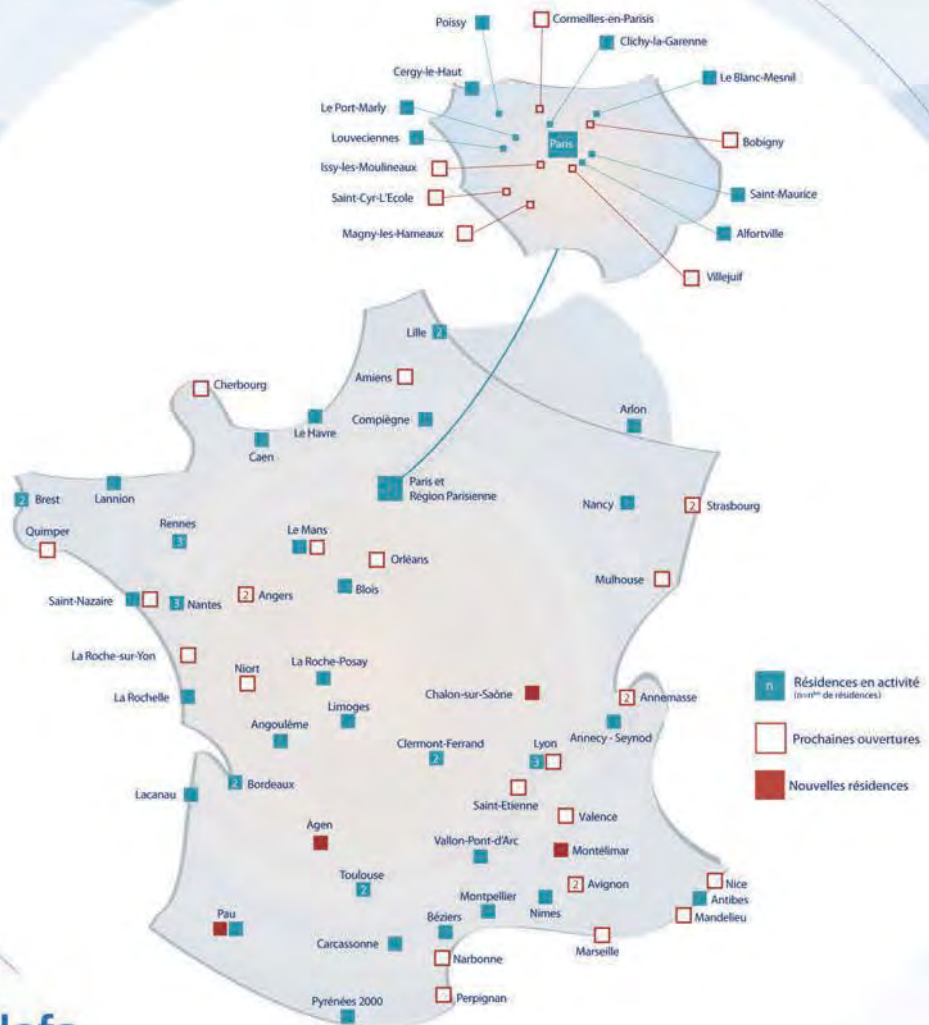 Poissy
Cormeilles-en-Parisis
Clichy-la-Garenne
Cergy-le-Haut
Le Blanc-Mesnil
Le Port-Marly
Louveciennes
Paris
Bobigny
Issy-les-Moulineaux
Saint-Maurice
Saint-Cyr-L'Ecole
Magny-les-Hameaux
Alfortville
Villejuif
Lille 2
Amiens
Cherbourg
Compiègne
Arlon
Le Havre
Caen
Paris et
Région Parisienne
2 Brest
Lannion
Nancy
2 Strasbourg
Rennes
3
Quimper
Le Mans
Orléans
Mulhouse
Blois
Saint-Nazaire
3 Nantes
2 Angers
La Roche-sur-Yon
Niort
La Roche-Posay
La Rochelle
Chalon-sur-Saône
2 Annemasse
n Résidences en activité
(n=nbre de résidences)
Limoges
Angoulême
Annecy - Seynod
Prochaines ouvertures
Clermont-Ferrand
2
Lyon
3
2 Bordeaux
Lacanau
Nouvelles résidences
Saint-Etienne
Valence
Agen
Vallon-Pont-d'Arc
Montélimar
Toulouse
2
2 Avignon
Nice
Antibes
Mandelieu
Montpellier
Nimes
Pau
Béziers
Carcassonne
Marseille
Narbonne
Perpignan
Pyrénées 2000